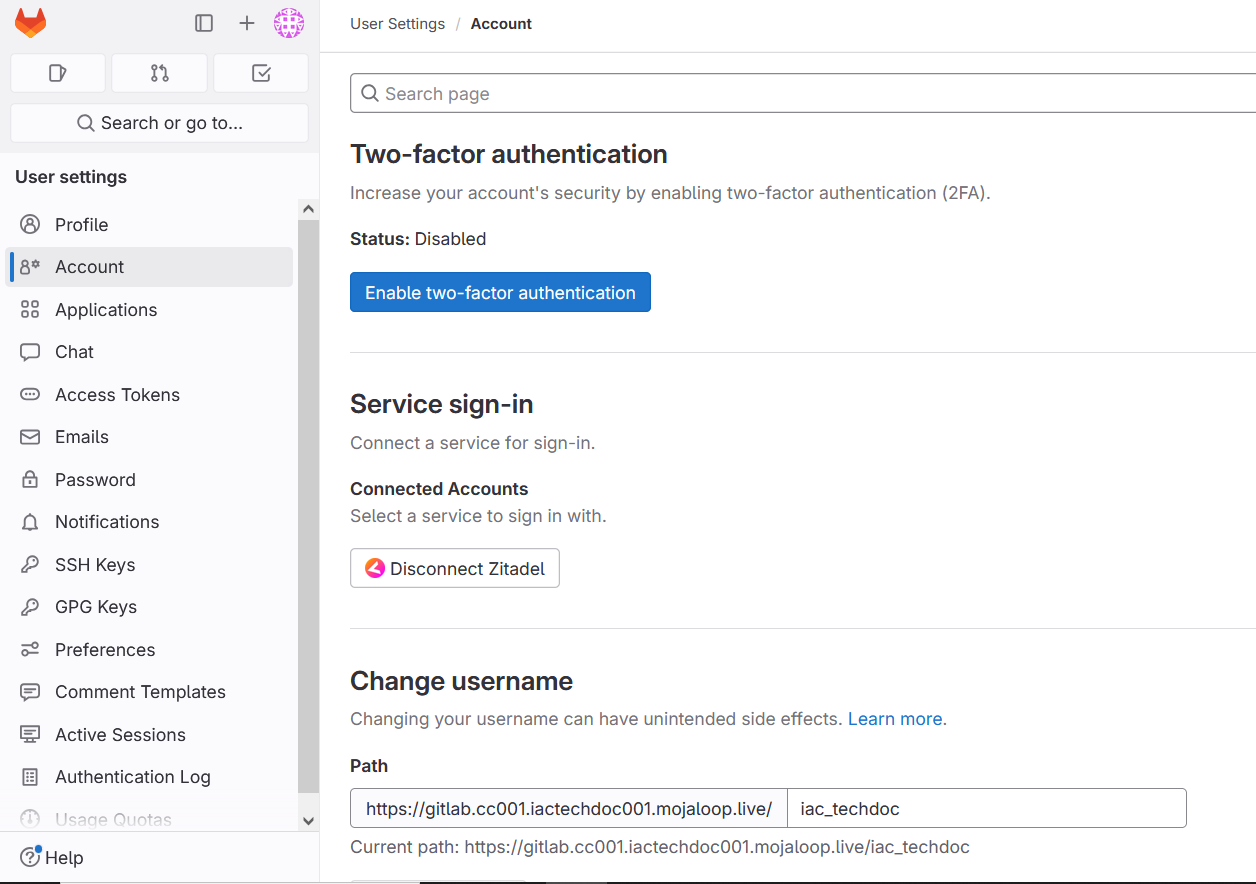 User Settings / Account
Search or go to...
Search page
User settings
Profile
Account
Applications
Chat
Access Tokens
Emails
Password
Notifications
SSH Keys
GPG Keys
Preferences
Comment Templates
Active Sessions
Authentication Log
Usage Quotas
Help
Two-factor authentication
Increase your account's security by enabling two-factor authentication (2FA).
Status: Disabled
Enable two-factor authentication
Service sign-in
Connect a service for sign-in.
Connected Accounts
Select a service to sign in with.
Disconnect Zitadel
Change username
Changing your username can have unintended side effects. Learn more.
Path
https://gitlab.cc001.iactechdoc001.mojaloop.live/ iac_techdoc
Current path: https://gitlab.cc001.iactechdoc001.mojaloop.live/iac_techdoc